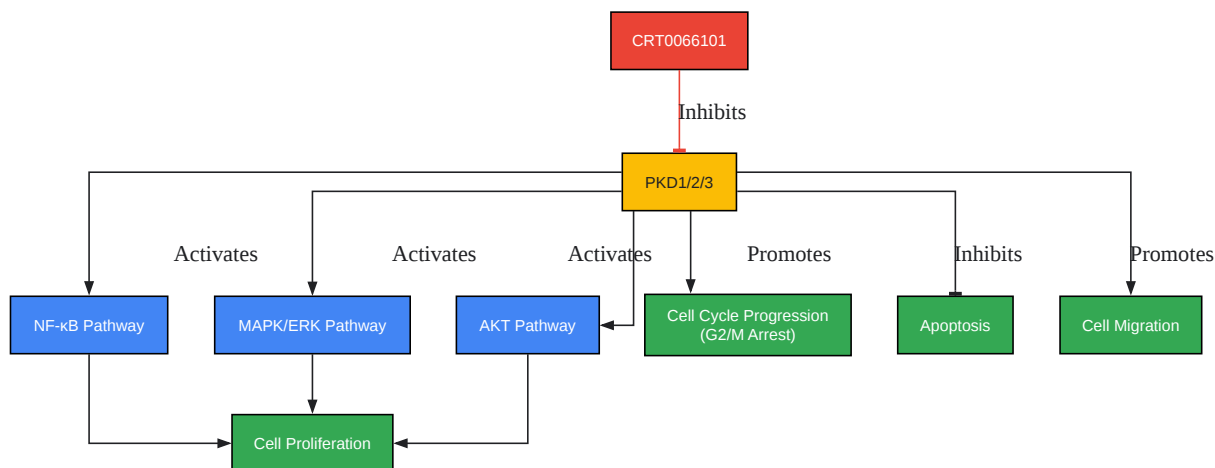 CRT0066101
Inhibits
PKD1/2/3
Activates
Activates
Activates
Promotes
Inhibits
Promotes
NF-κB Pathway
MAPK/ERK Pathway
AKT Pathway
Cell Cycle Progression
(G2/M Arrest)
Apoptosis
Cell Migration
Cell Proliferation